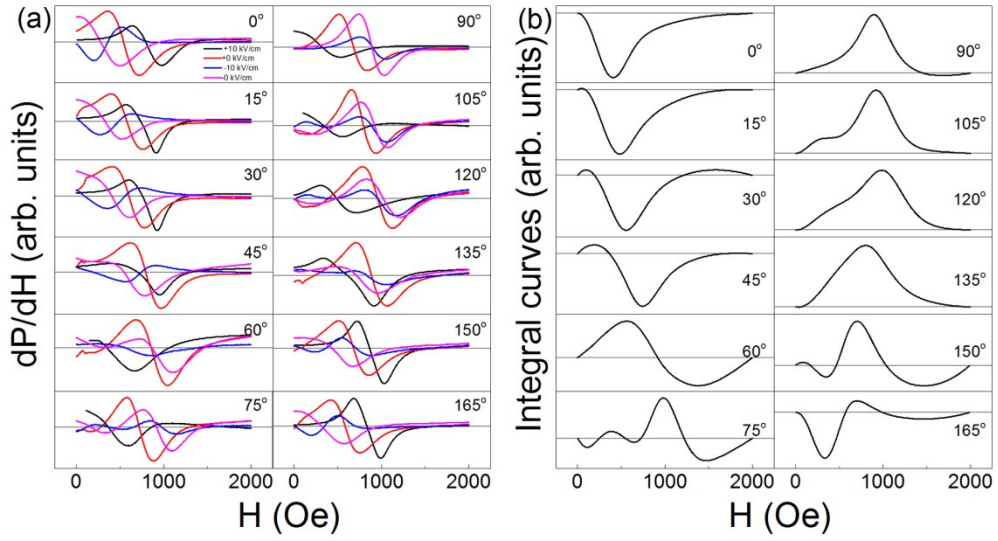 (a)
dP/dH (arb. units)
0°
+10 kV/cm
+0 kV/cm
-10 kV/cm
-0 kV/cm
15°
30°
45°
60°
75°
90°
105°
120°
135°
150°
165°
0 1000 2000 0 1000 2000
H (Oe) H (Oe)
(b)
Integral curves (arb. units)
0°
15°
30°
45°
60°
75°
90°
105°
120°
135°
150°
165°
0 1000 2000 0 1000 2000
H (Oe) H (Oe)